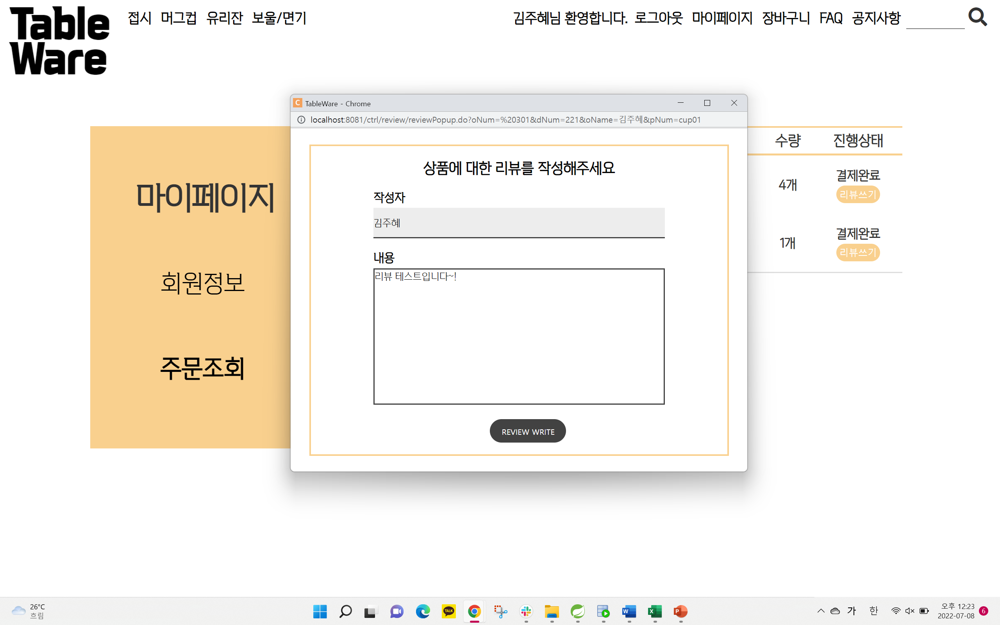 Table
Ware
접시 머그컵 유리잔 보울/면기
김주혜님 환영합니다. 로그아웃 마이페이지 장바구니 FAQ 공지사항
마이페이지
회원정보
주문조회
C TableWare - Chrome
localhost:8081/ctrl/review/reviewPopup.do?oNum=%20301&dNum=221&oName=김주혜&pNum=cup01
상품에 대한 리뷰를 작성해주세요
작성자
김주혜
내용
리뷰 테스트입니다~!
REVIEW WRITE
수량 진행상태
4개 결제완료
리뷰쓰기
1개 결제완료
리뷰쓰기
26°C
흐림
TALK
W
X
P
가 한
오후 12:23
2022-07-08
6